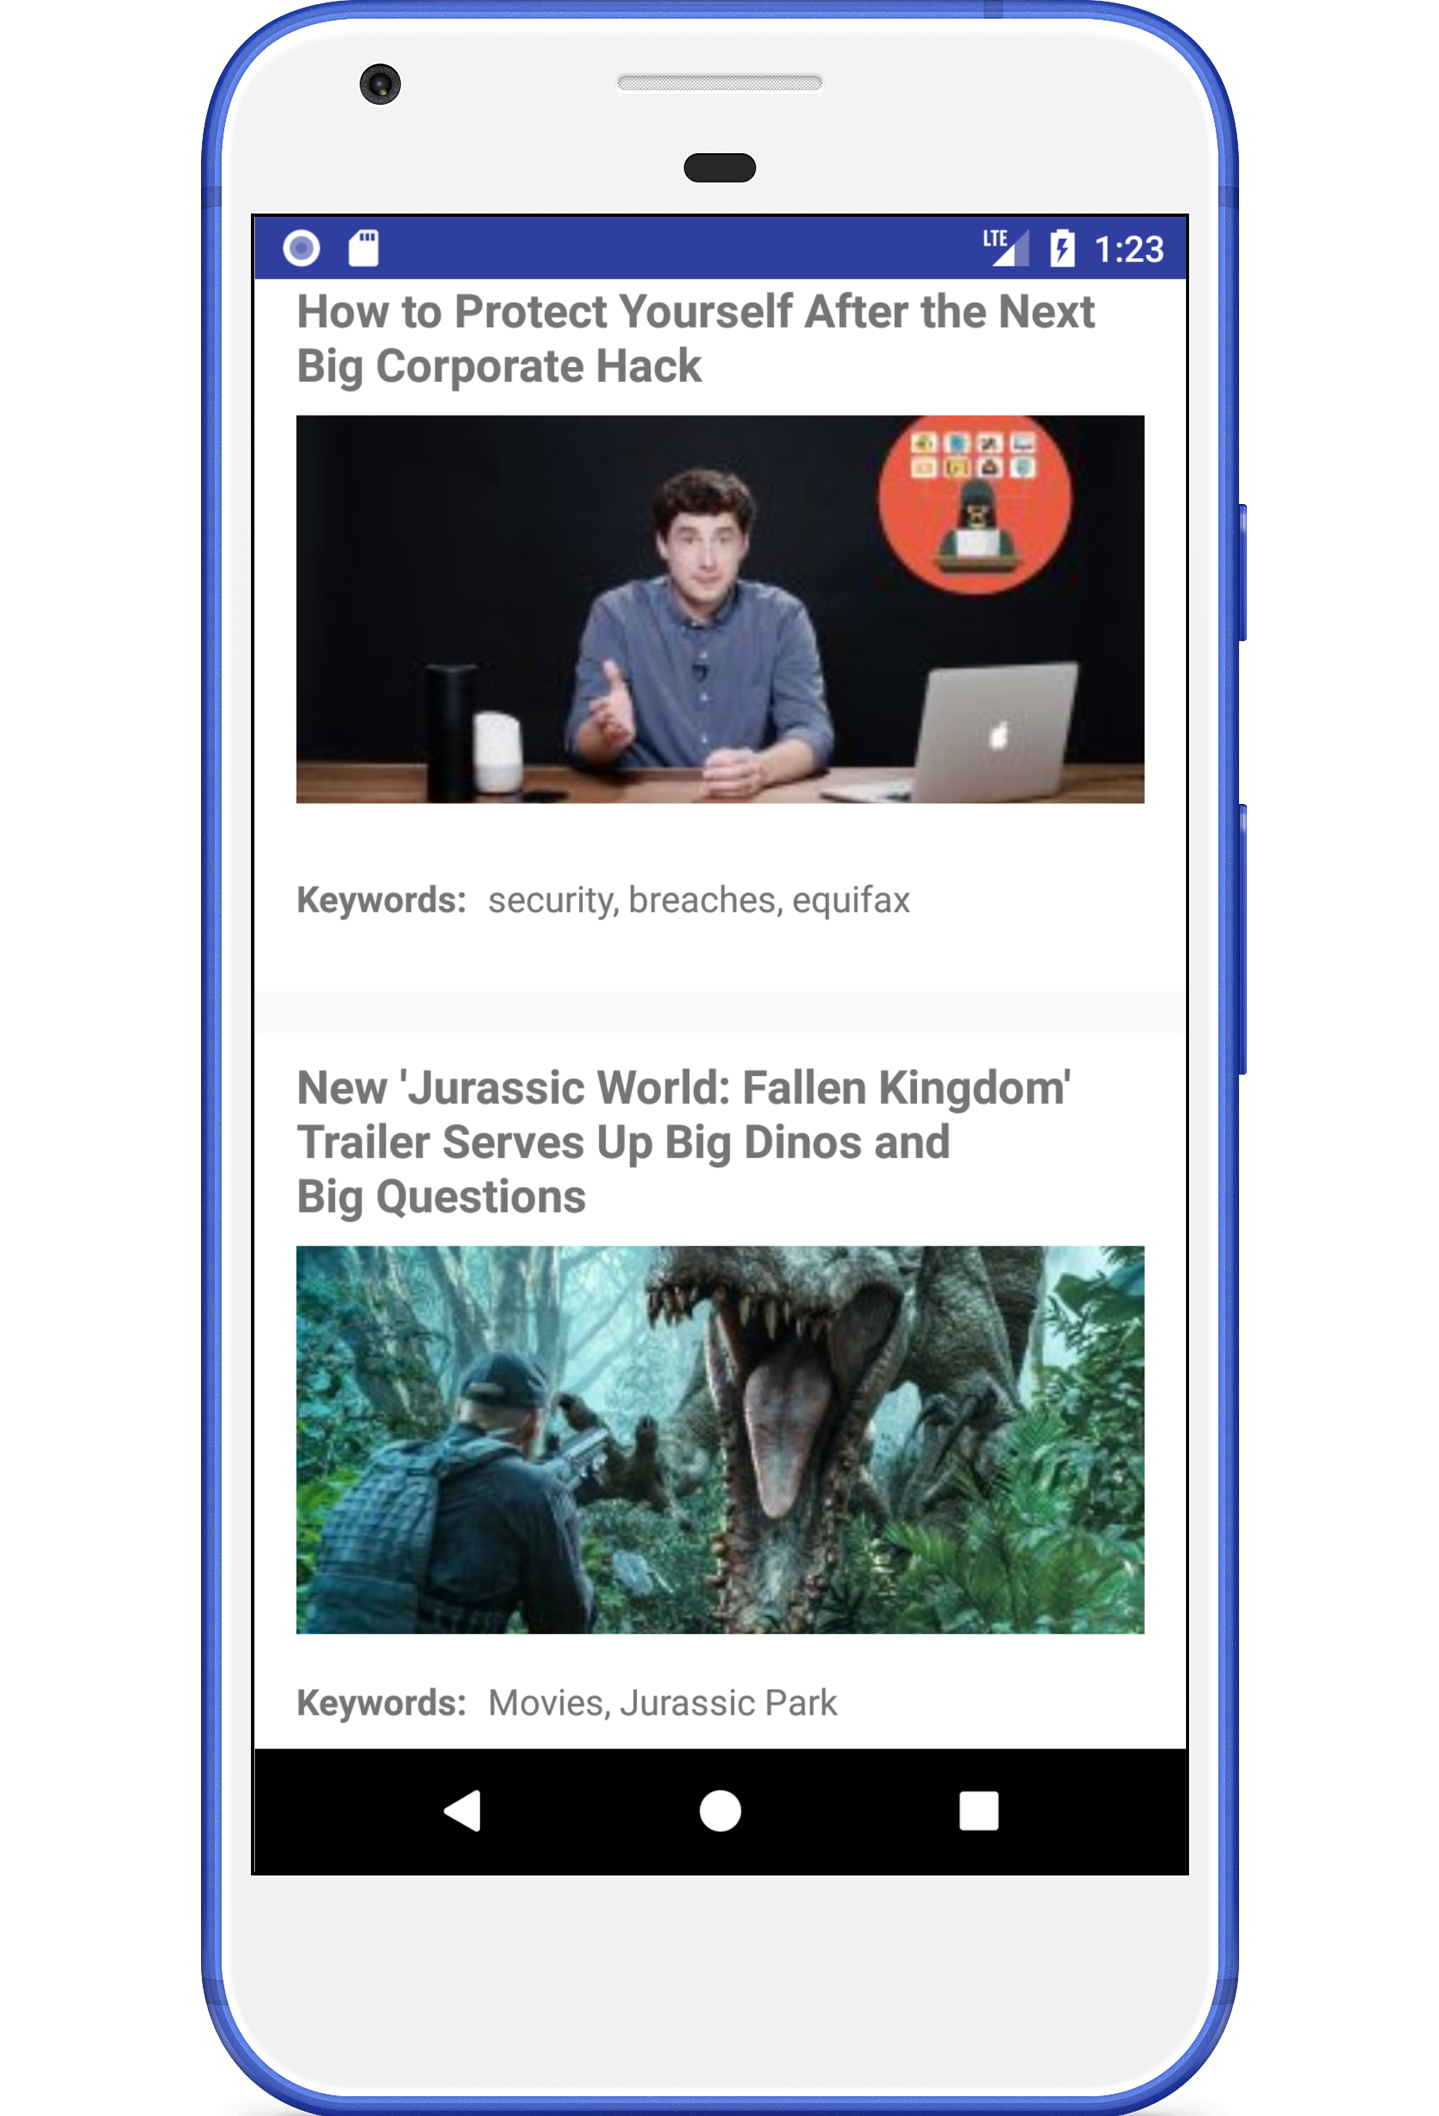 LTE 1:23
How to Protect Yourself After the Next
Big Corporate Hack
Keywords: security, breaches, equifax
New 'Jurassic World: Fallen Kingdom'
Trailer Serves Up Big Dinos and
Big Questions
Keywords: Movies, Jurassic Park